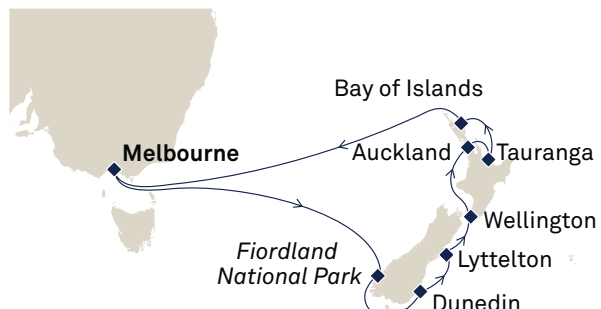 Bay of Islands
Melbourne
Auckland
Tauranga
Wellington
Fiordland
National Park
Lyttelton
Dunedin